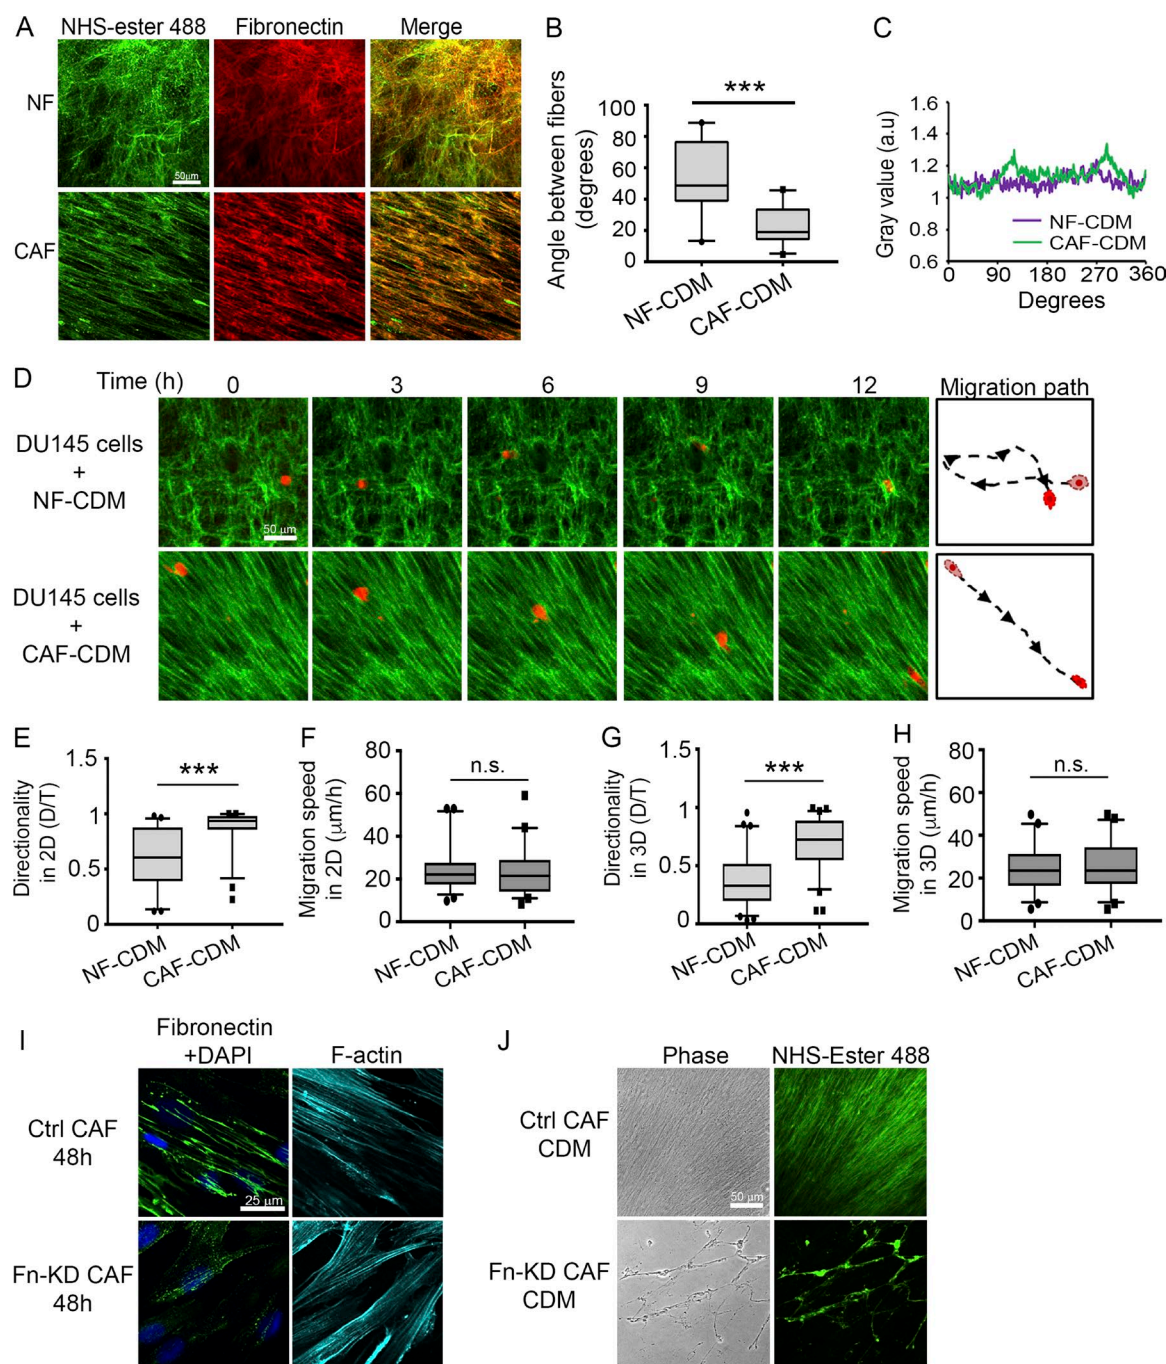 A
NHS-ester 488 Fibronectin Merge
NF
50µm
CAF
B
***
Angle between fibers
(degrees)
100
80
60
40
20
0
NF-CDM
CAF-CDM
C
Gray value (a.u)
1.6
1.4
1.2
1
0.8
0.6
NF-CDM
CAF-CDM
0 90 180 270 360
Degrees
D
Time (h) 0 3 6 9 12 Migration path
DU145 cells
+
NF-CDM
50 µm
DU145 cells
+
CAF-CDM
E
Directionality
in 2D (D/T)
1.5
1
0.5
0
***
NF-CDM
CAF-CDM
F
Migration speed
in 2D (µm/h)
80
60
40
20
0
n.s.
NF-CDM
CAF-CDM
G
Directionality
in 3D (D/T)
1.5
1
0.5
0
***
NF-CDM
CAF-CDM
H
Migration speed
in 3D (µm/h)
80
60
40
20
0
n.s.
NF-CDM
CAF-CDM
I
Fibronectin
+DAPI
F-actin
Ctrl CAF
48h
25 µm
Fn-KD CAF
48h
J
Phase NHS-Ester 488
Ctrl CAF
CDM
50 µm
Fn-KD CAF
CDM